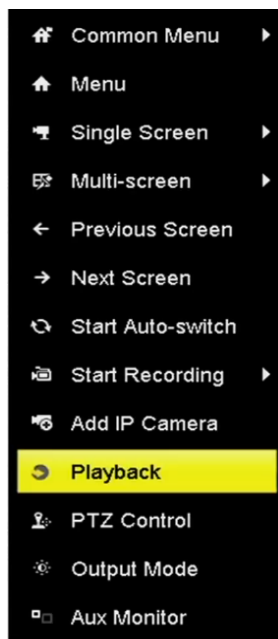 Common Menu
Menu
Single Screen
Multi-screen
Previous Screen
Next Screen
Start Auto-switch
Start Recording
Add IP Camera
Playback
PTZ Control
Output Mode
Aux Monitor